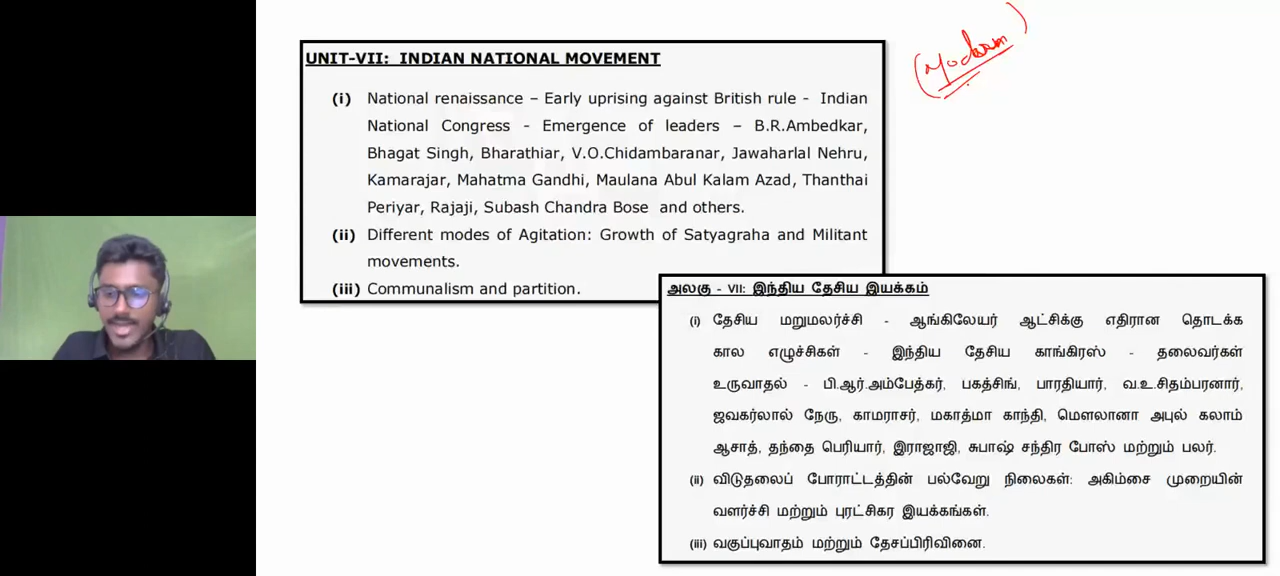 UNIT-VII: INDIAN NATIONAL MOVEMENT
(i) National renaissance – Early uprising against British rule - Indian
National Congress - Emergence of leaders – B.R.Ambedkar,
Bhagat Singh, Bharathiar, V.O.Chidambaranar, Jawaharlal Nehru,
Kamarajar, Mahatma Gandhi, Maulana Abul Kalam Azad, Thanthai
Periyar, Rajaji, Subash Chandra Bose and others.
(ii) Different modes of Agitation: Growth of Satyagraha and Militant
movements.
(iii) Communalism and partition.
(Modern)
அலகு - VII: இந்திய தேசிய இயக்கம்
(i) தேசிய மறுமலர்ச்சி - ஆங்கிலேயர் ஆட்சிக்கு எதிரான தொடக்க
கால எழுச்சிகள் - இந்திய தேசிய காங்கிரஸ் - தலைவர்கள்
உருவாதல் - பி.ஆர்.அம்பேத்கர், பகத்சிங், பாரதியார், வ.உ.சிதம்பரனார்,
ஜவகர்லால் நேரு, காமராசர், மகாத்மா காந்தி, மௌலானா அபுல் கலாம்
ஆசாத், தந்தை பெரியார், இராஜாஜி, சுபாஷ் சந்திர போஸ் மற்றும் பலர்.
(ii) விடுதலைப் போராட்டத்தின் பல்வேறு நிலைகள்: அகிம்சை முறையின்
வளர்ச்சி மற்றும் புரட்சிகர இயக்கங்கள்.
(iii) வகுப்புவாதம் மற்றும் தேசப்பிரிவினை.